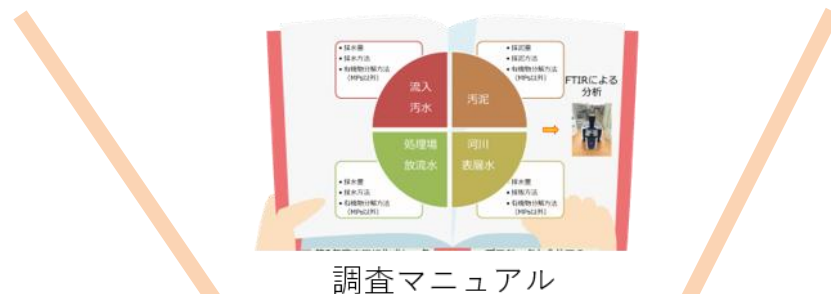 • 採水量
• 採水方法
• 有機物分解方法
(MPs以外)
• 採泥量
• 採泥方法
• 有機物分解方法
(MPs以外)
流入
汚水
汚泥
FTIRによる
分析
処理場
放流水
河川
表層水
• 採水量
• 採水方法
• 有機物分解方法
(MPs以外)
• 採水量
• 有機物分解方法
(MPs以外)
調査マニュアル